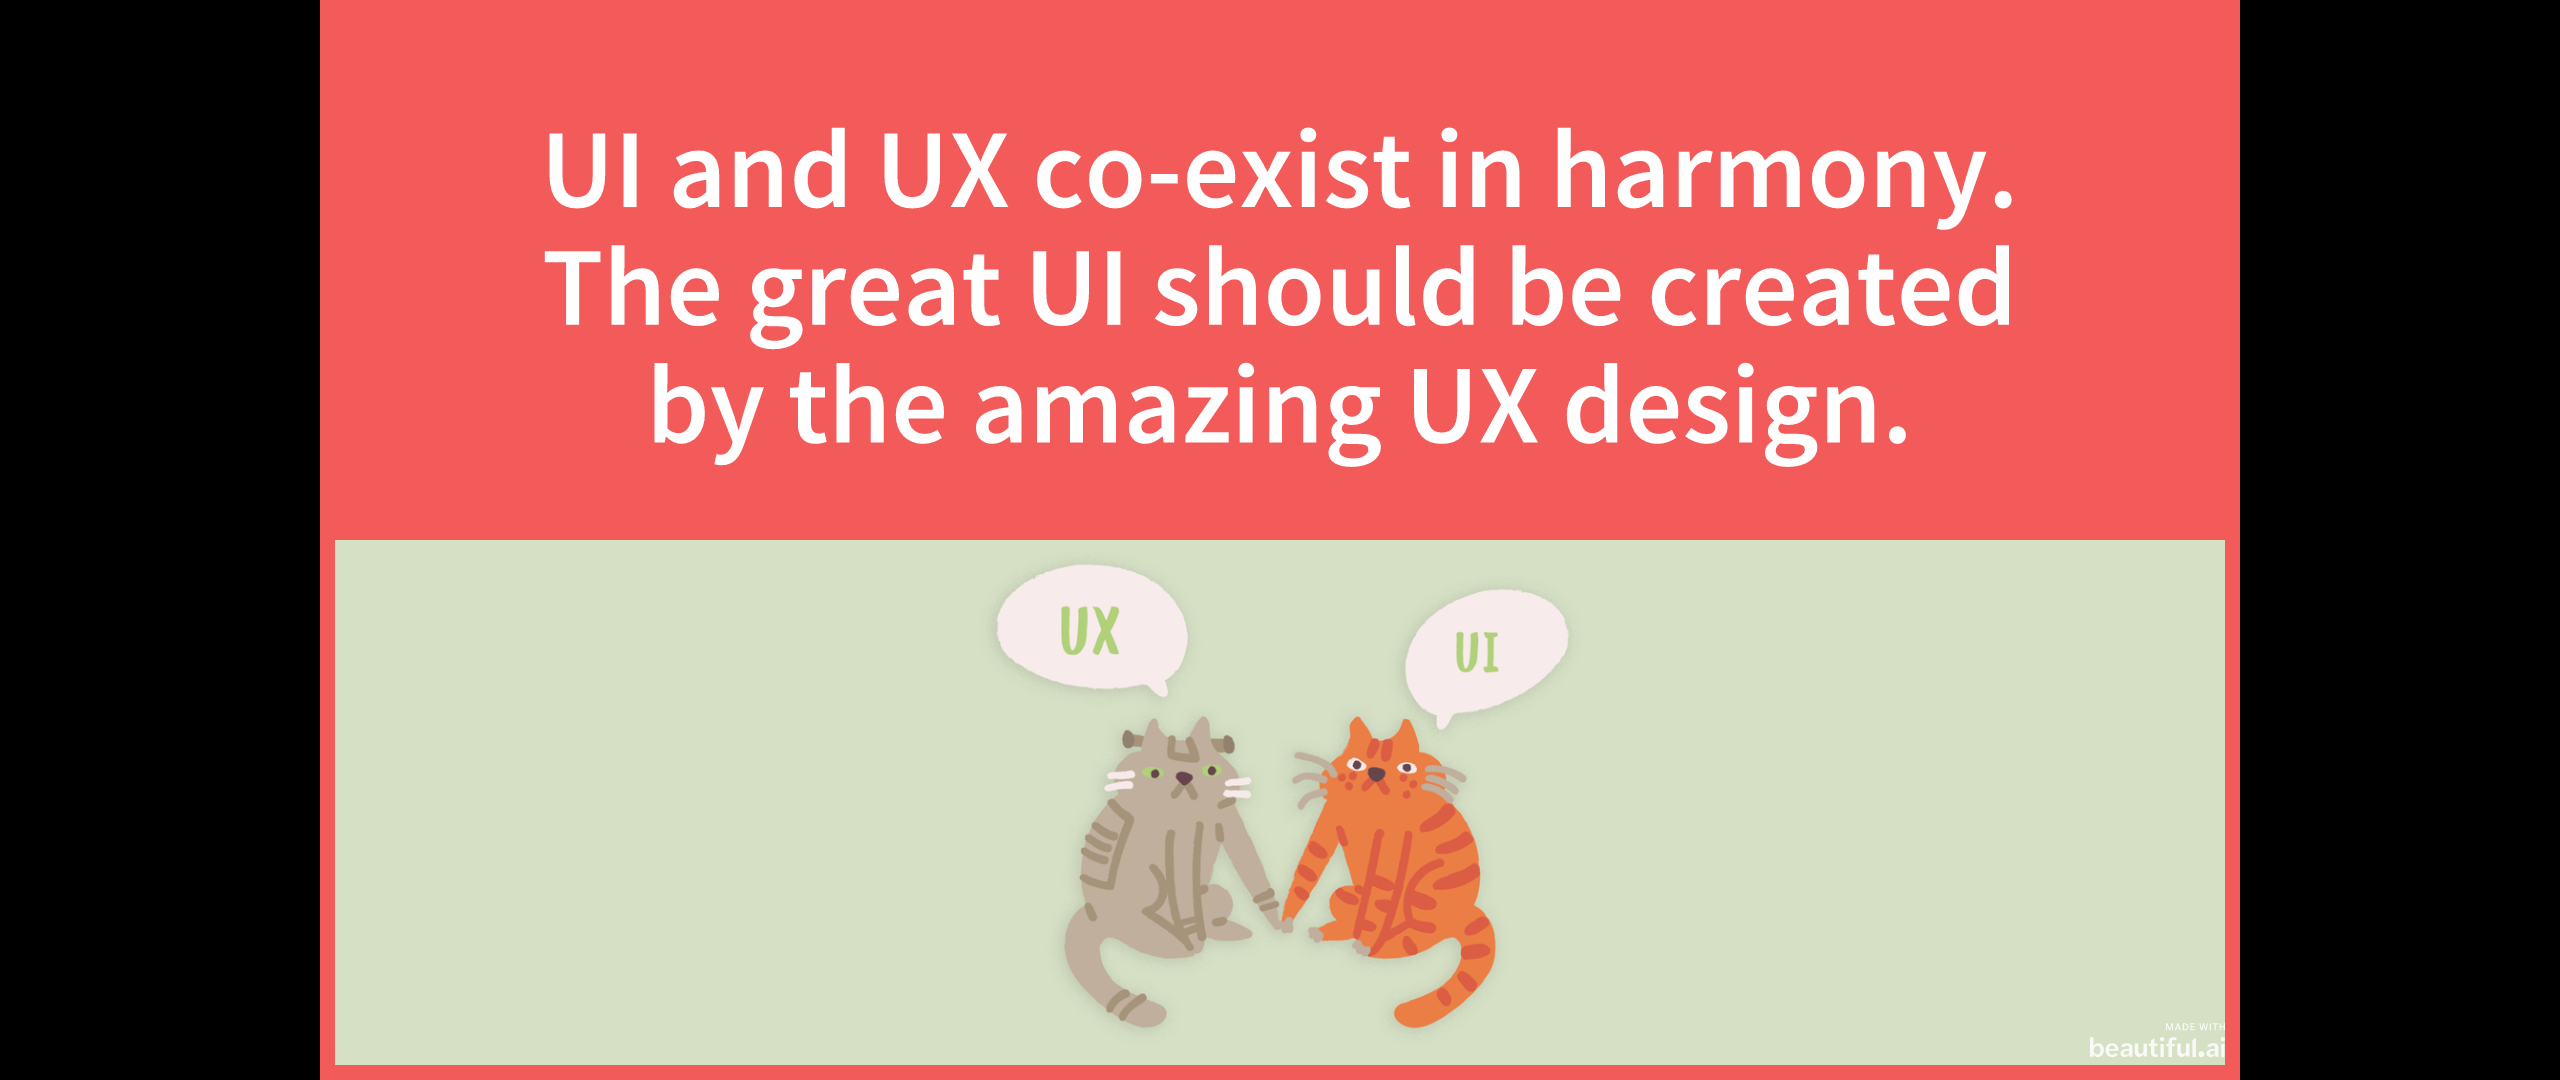 UI and UX co-exist in harmony.
The great UI should be created
by the amazing UX design.
UX
UI
MADE WITH
beautiful.ai